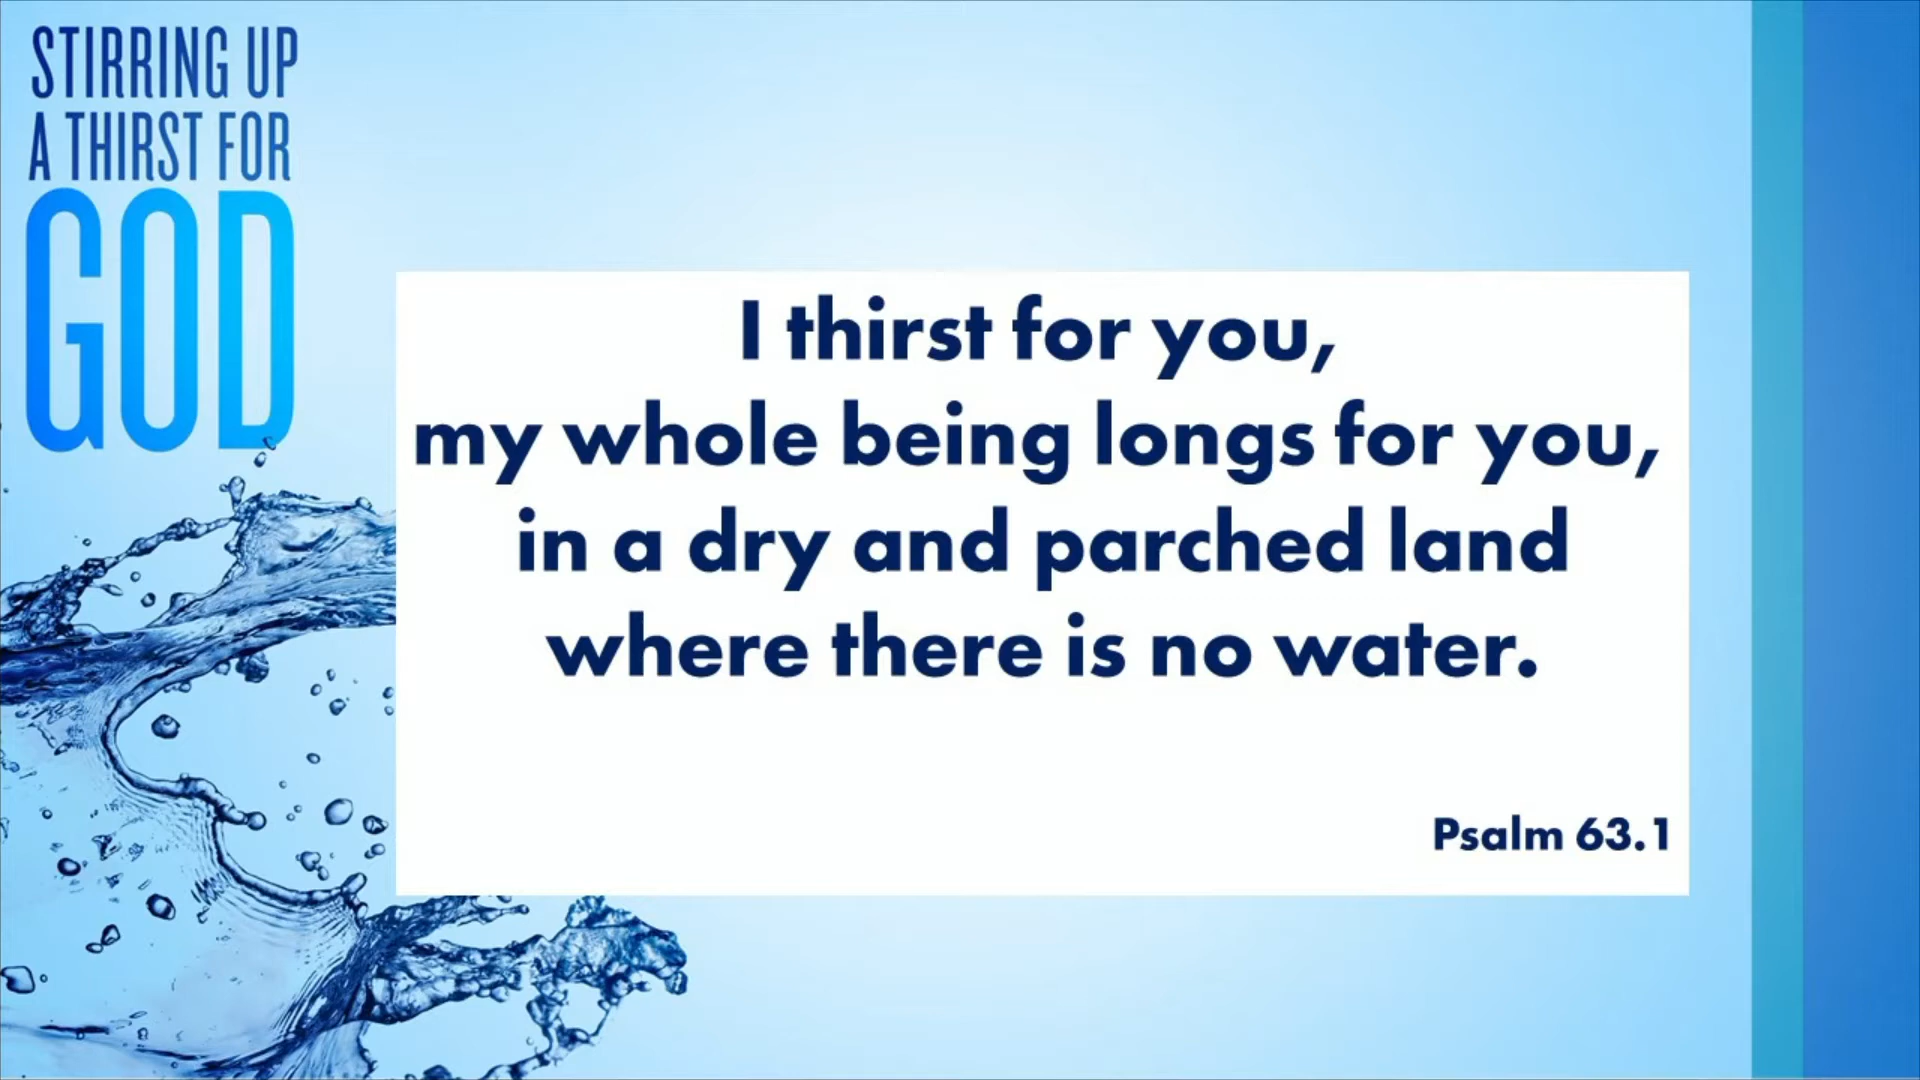 STIRRING UP
A THIRST FOR
GOD
I thirst for you,
my whole being longs for you,
in a dry and parched land
where there is no water.
Psalm 63.1